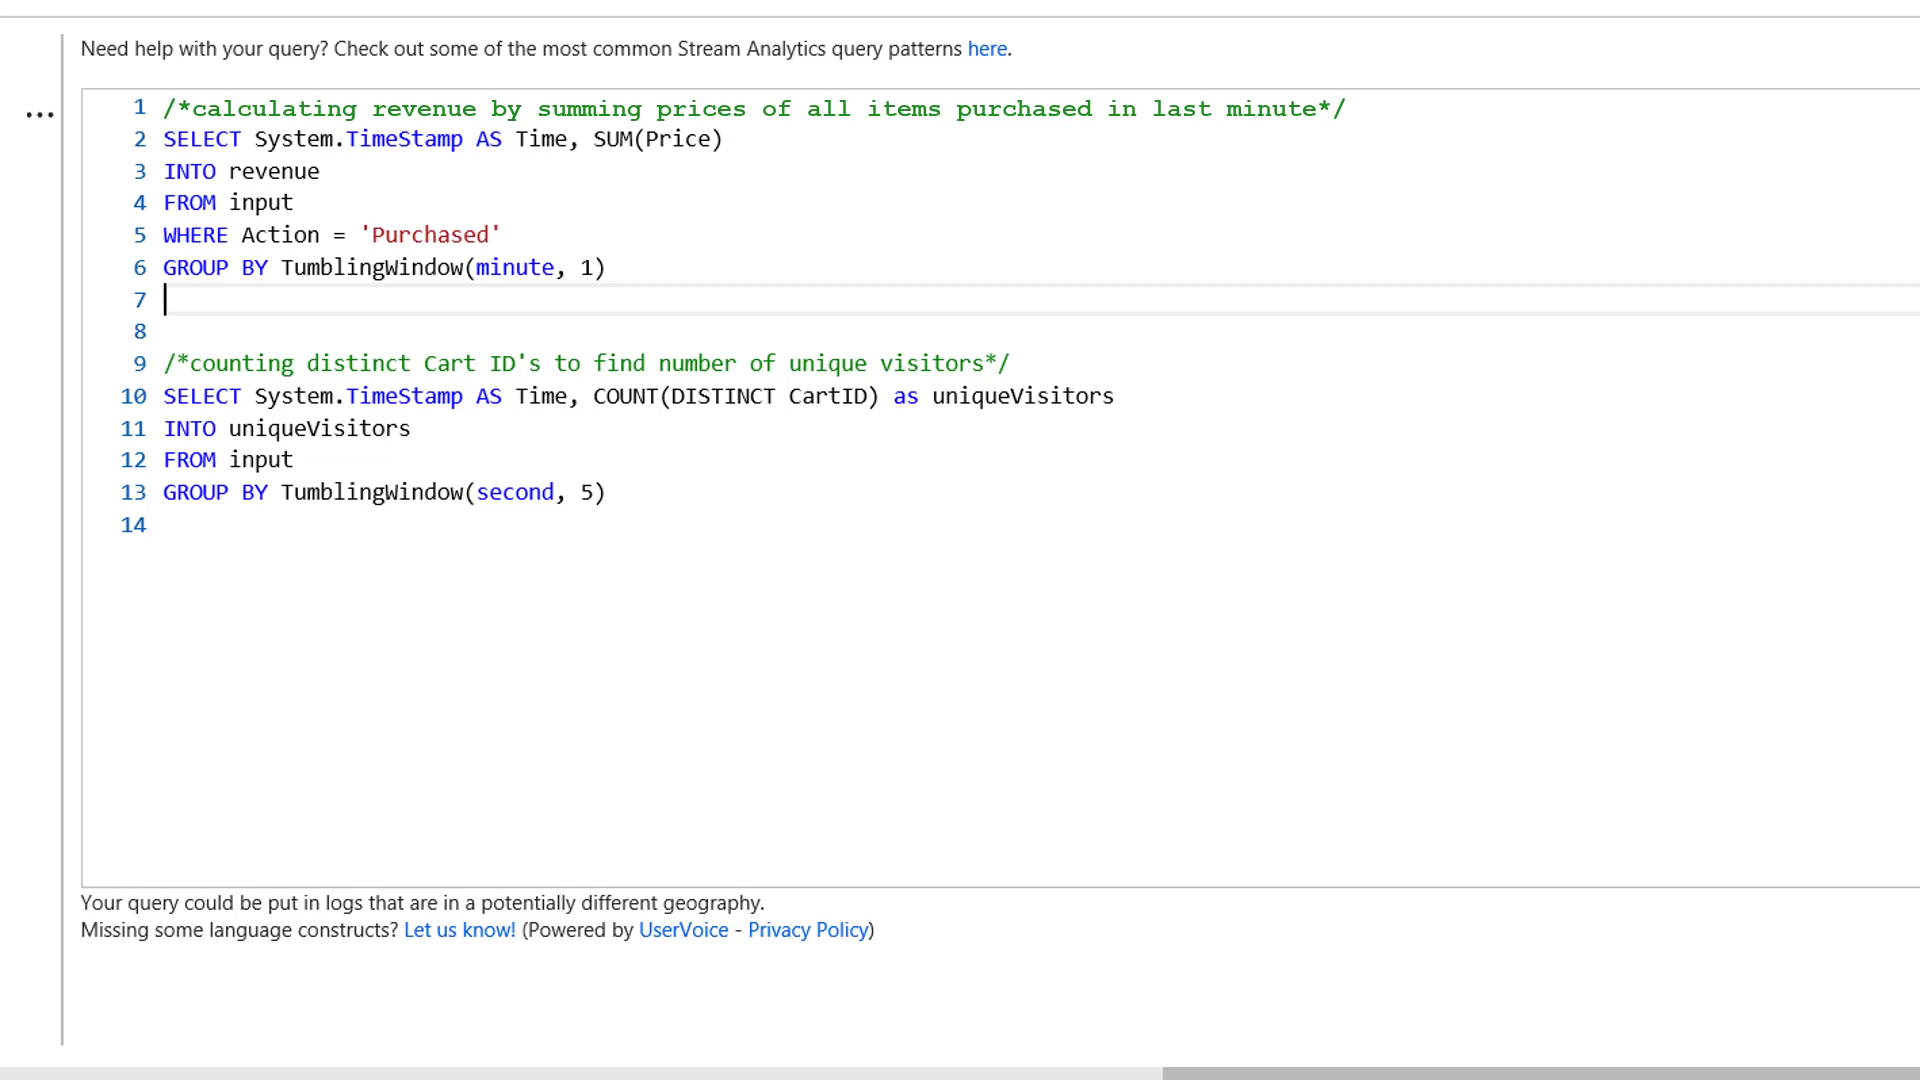 Need help with your query? Check out some of the most common Stream Analytics query patterns here.
...
1 /*calculating revenue by summing prices of all items purchased in last minute*/
2 SELECT System.TimeStamp AS Time, SUM(Price)
3 INTO revenue
4 FROM input
5 WHERE Action = 'Purchased'
6 GROUP BY TumblingWindow(minute, 1)
7
8
9 /*counting distinct Cart ID's to find number of unique visitors*/
10 SELECT System.TimeStamp AS Time, COUNT(DISTINCT CartID) as uniqueVisitors
11 INTO uniqueVisitors
12 FROM input
13 GROUP BY TumblingWindow(second, 5)
14
Your query could be put in logs that are in a potentially different geography.
Missing some language constructs? Let us know! (Powered by UserVoice - Privacy Policy)